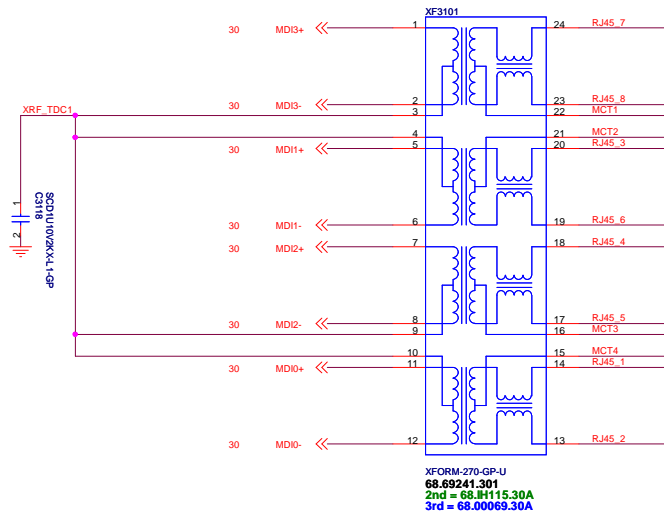 XF3101
30 MDI3+ 1 24 RJ45_7
30 MDI3- 2 23 RJ45_8
XRF_TDC1 3 22 MCT1
4 21 MCT2
30 MDI1+ 5 20 RJ45_3
1
2
C3118
SCD1U10V2KX-L1-GP
30 MDI1- 6 19 RJ45_6
30 MDI2+ 7 18 RJ45_4
30 MDI2- 8 17 RJ45_5
9 16 MCT3
10 15 MCT4
30 MDI0+ 11 14 RJ45_1
30 MDI0- 12 13 RJ45_2
XFORM-270-GP-U
68.69241.301
2nd = 68.IH115.30A
3rd = 68.00069.30A